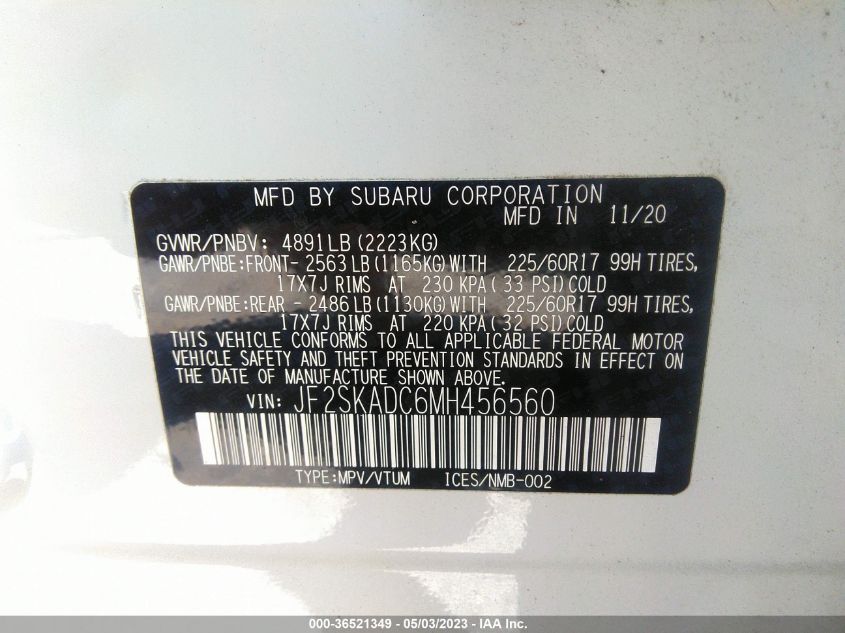 MFD BY SUBARU CORPORATION
MFD IN 11/20
GVWR/PNBV: 4891LB(2223KG)
GAWR/PNBE:FRONT- 2563LB(1165KG)WITH 225/60R17 99H TIRES,
17X7J RIMS AT 230 KPA( 33 PSI)COLD
GAWR/PNBE:REAR - 2486LB(1130KG)WITH 225/60R17 99H TIRES,
17X7J RIMS AT 220 KPA( 32 PSI)COLD
THIS VEHICLE CONFORMS TO ALL APPLICABLE FEDERAL MOTOR
VEHICLE SAFETY AND THEFT PREVENTION STANDARDS IN EFFECT ON
THE DATE OF MANUFACTURE SHOWN ABOVE.
VIN: JF2SKADC6MH456560
TYPE:MPV/VTUM ICES/NMB-002
000-36521349 - 05/03/2023 - IAA Inc.